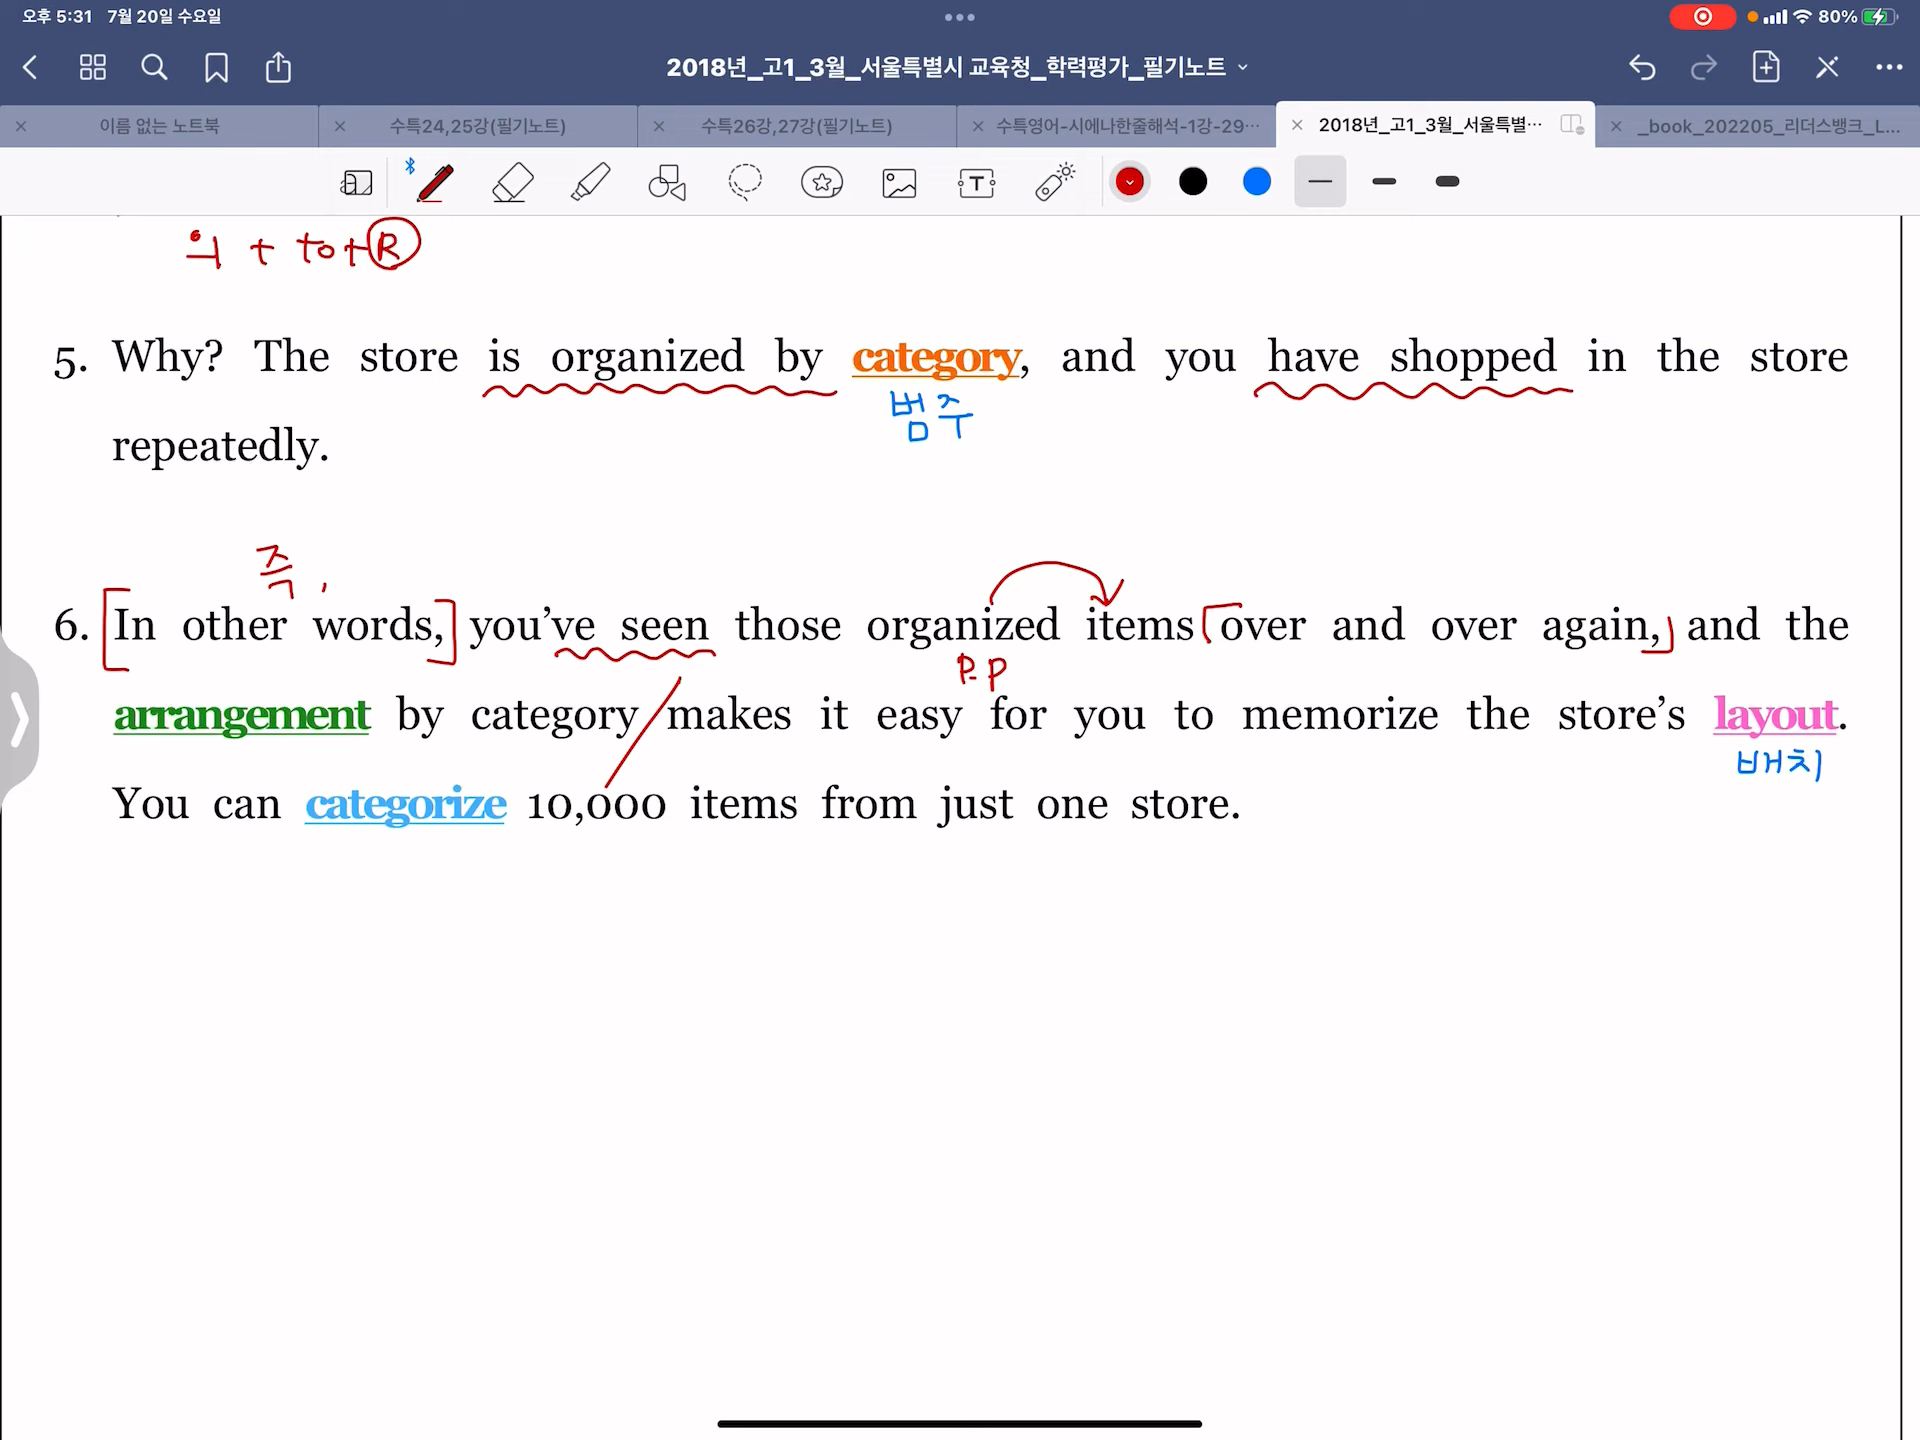 오후 5:31 7월 20일 수요일
80%
2018년_고1_3월_서울특별시 교육청_학력평가_필기노트
이름 없는 노트북
수특24,25강(필기노트)
수특26강,27강(필기노트)
수특영어-시에나한줄해석-1강-29…
2018년_고1_3월_서울특별…
_book_202205_리더스뱅크_L...
의 + to+R
5. Why? The store is organized by category, and you have shopped in the store
범주
repeatedly.
즉,
6. [In other words,] you've seen those organized items [over and over again,] and the
P.P
arrangement by category / makes it easy for you to memorize the store's layout.
배치
You can categorize 10,000 items from just one store.